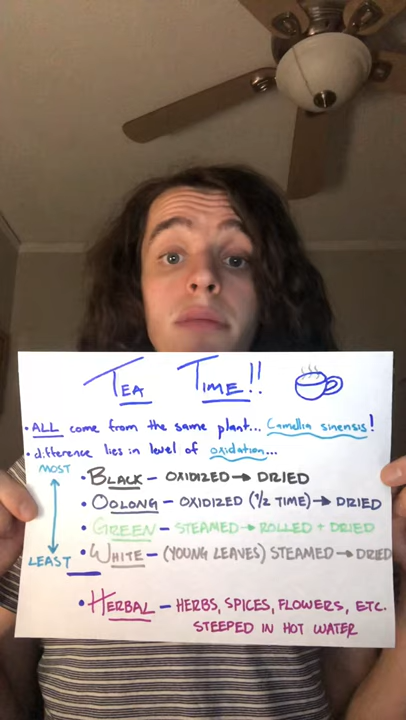 TEA TIME!!
• ALL come from the same plant... Camellia sinensis!
• difference lies in level of oxidation...
MOST
• BLACK – OXIDIZED → DRIED
• OOLONG – OXIDIZED (1/2 TIME) → DRIED
• GREEN – STEAMED → ROLLED + DRIED
• WHITE – (YOUNG LEAVES) STEAMED → DRIED
LEAST
• HERBAL – HERBS, SPICES, FLOWERS, ETC.
STEEPED IN HOT WATER